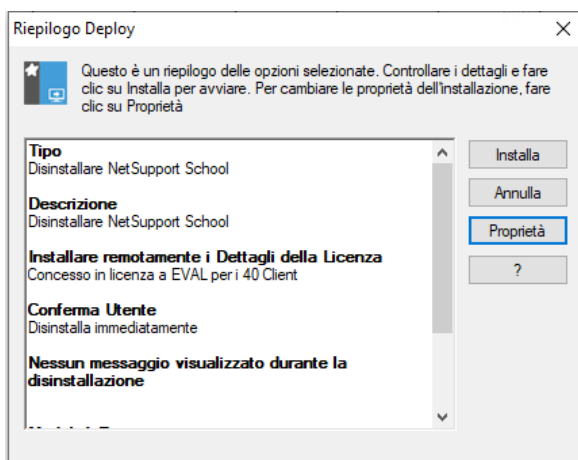 Riepilogo Deploy
Questo è un riepilogo delle opzioni selezionate. Controllare i dettagli e fare
clic su Installa per avviare. Per cambiare le proprietà dell'installazione, fare
clic su Proprietà
Tipo
Disinstallare NetSupport School
Descrizione
Disinstallare NetSupport School
Installare remotamente i Dettagli della Licenza
Concesso in licenza a EVAL per i 40 Client
Conferma Utente
Disinstalla immediatamente
Nessun messaggio visualizzato durante la
disinstallazione
Installa
Annulla
Proprietà
?